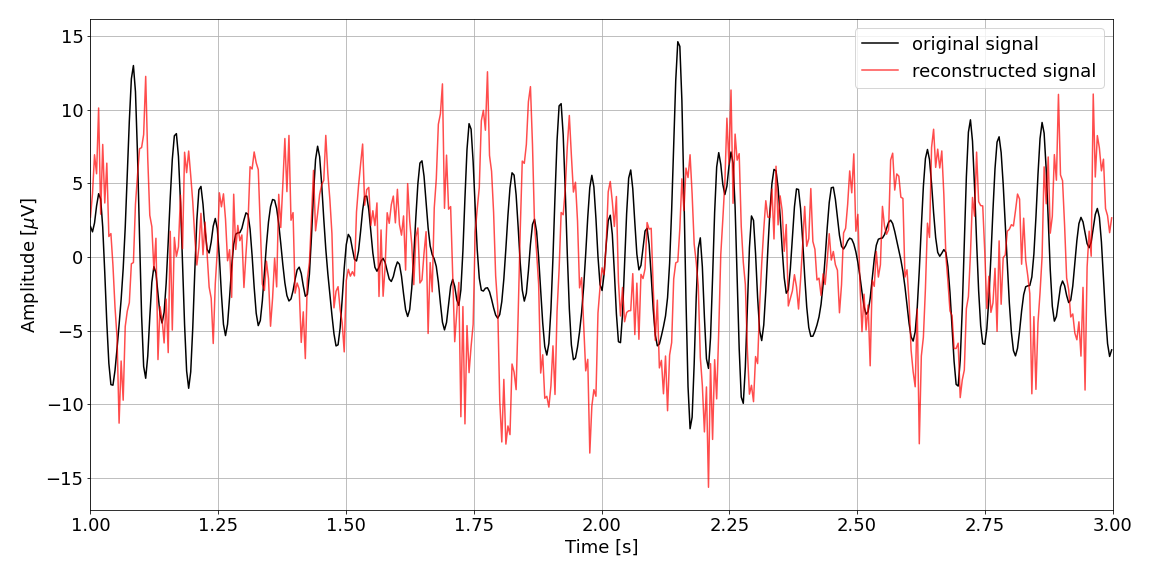 original signal
reconstructed signal
15
10
5
0
−5
−10
−15
Amplitude [μV]
1.00 1.25 1.50 1.75 2.00 2.25 2.50 2.75 3.00
Time [s]